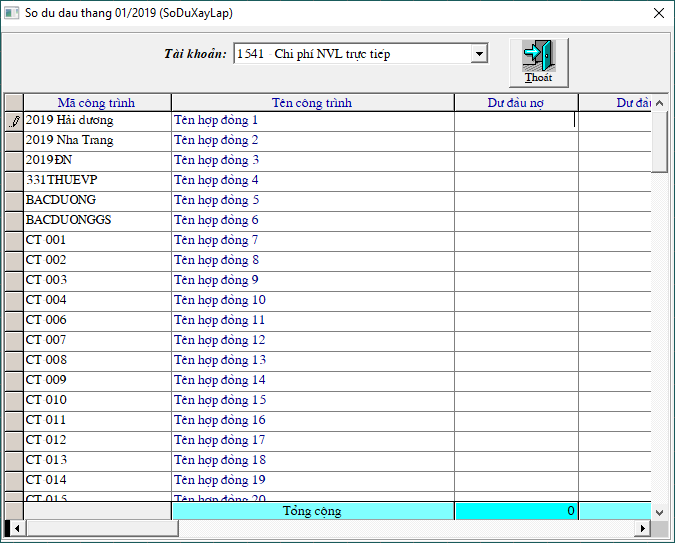 So du dau thang 01/2019 (SoDuXayLap)
Tài khoản: 1541 - Chi phí NVL trực tiếp
Thoát
Mã công trình Tên công trình Dư đầu nợ Dư đầu
2019 Hải dương Tên hợp đồng 1
2019 Nha Trang Tên hợp đồng 2
2019ĐN Tên hợp đồng 3
331THUEVP Tên hợp đồng 4
BACDUONG Tên hợp đồng 5
BACDUONGGS Tên hợp đồng 6
CT-001 Tên hợp đồng 7
CT-002 Tên hợp đồng 8
CT-003 Tên hợp đồng 9
CT-004 Tên hợp đồng 10
CT-006 Tên hợp đồng 11
CT-007 Tên hợp đồng 12
CT-008 Tên hợp đồng 13
CT-009 Tên hợp đồng 14
CT-010 Tên hợp đồng 15
CT-011 Tên hợp đồng 16
CT-012 Tên hợp đồng 17
CT-013 Tên hợp đồng 18
CT-014 Tên hợp đồng 19
CT-015 Tên hợp đồng 20
Tổng cộng 0